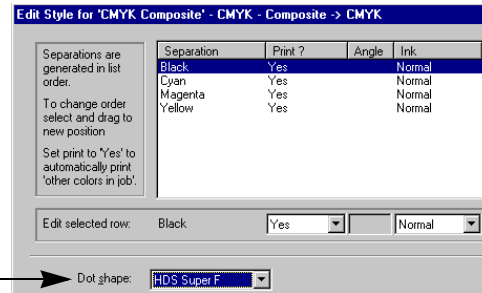 Edit Style for 'CMYK Composite' - CMYK - Composite -> CMYK
Separations are
generated in list
order.
To change order
select and drag to
new position
Set print to 'Yes' to
automatically print
'other colors in job'.
Separation Print ? Angle Ink
Black Yes Normal
Cyan Yes Normal
Magenta Yes Normal
Yellow Yes Normal
Edit selected row: Black Yes Normal
Dot shape: HDS Super F